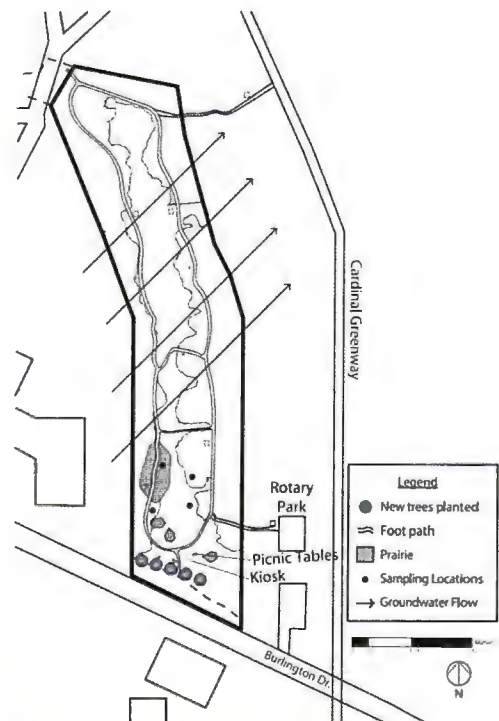 7
Cardinal Greenway
Rotary
Park
Picnic Tables
Kiosk
Burlington Dr.
Legend
New trees planted
Foot path
Prairie
Sampling Locations
Groundwater Flow
N